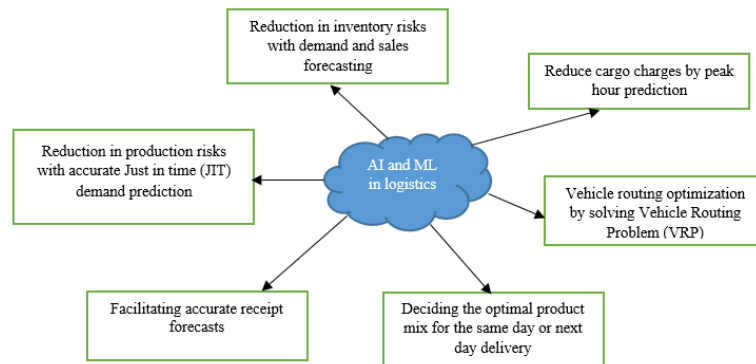 Reduction in inventory risks
with demand and sales
forecasting
Reduce cargo charges by peak
hour prediction
Reduction in production risks
with accurate Just in time (JIT)
demand prediction
AI and ML
in logistics
Vehicle routing optimization
by solving Vehicle Routing
Problem (VRP)
Facilitating accurate receipt
forecasts
Deciding the optimal product
mix for the same day or next
day delivery